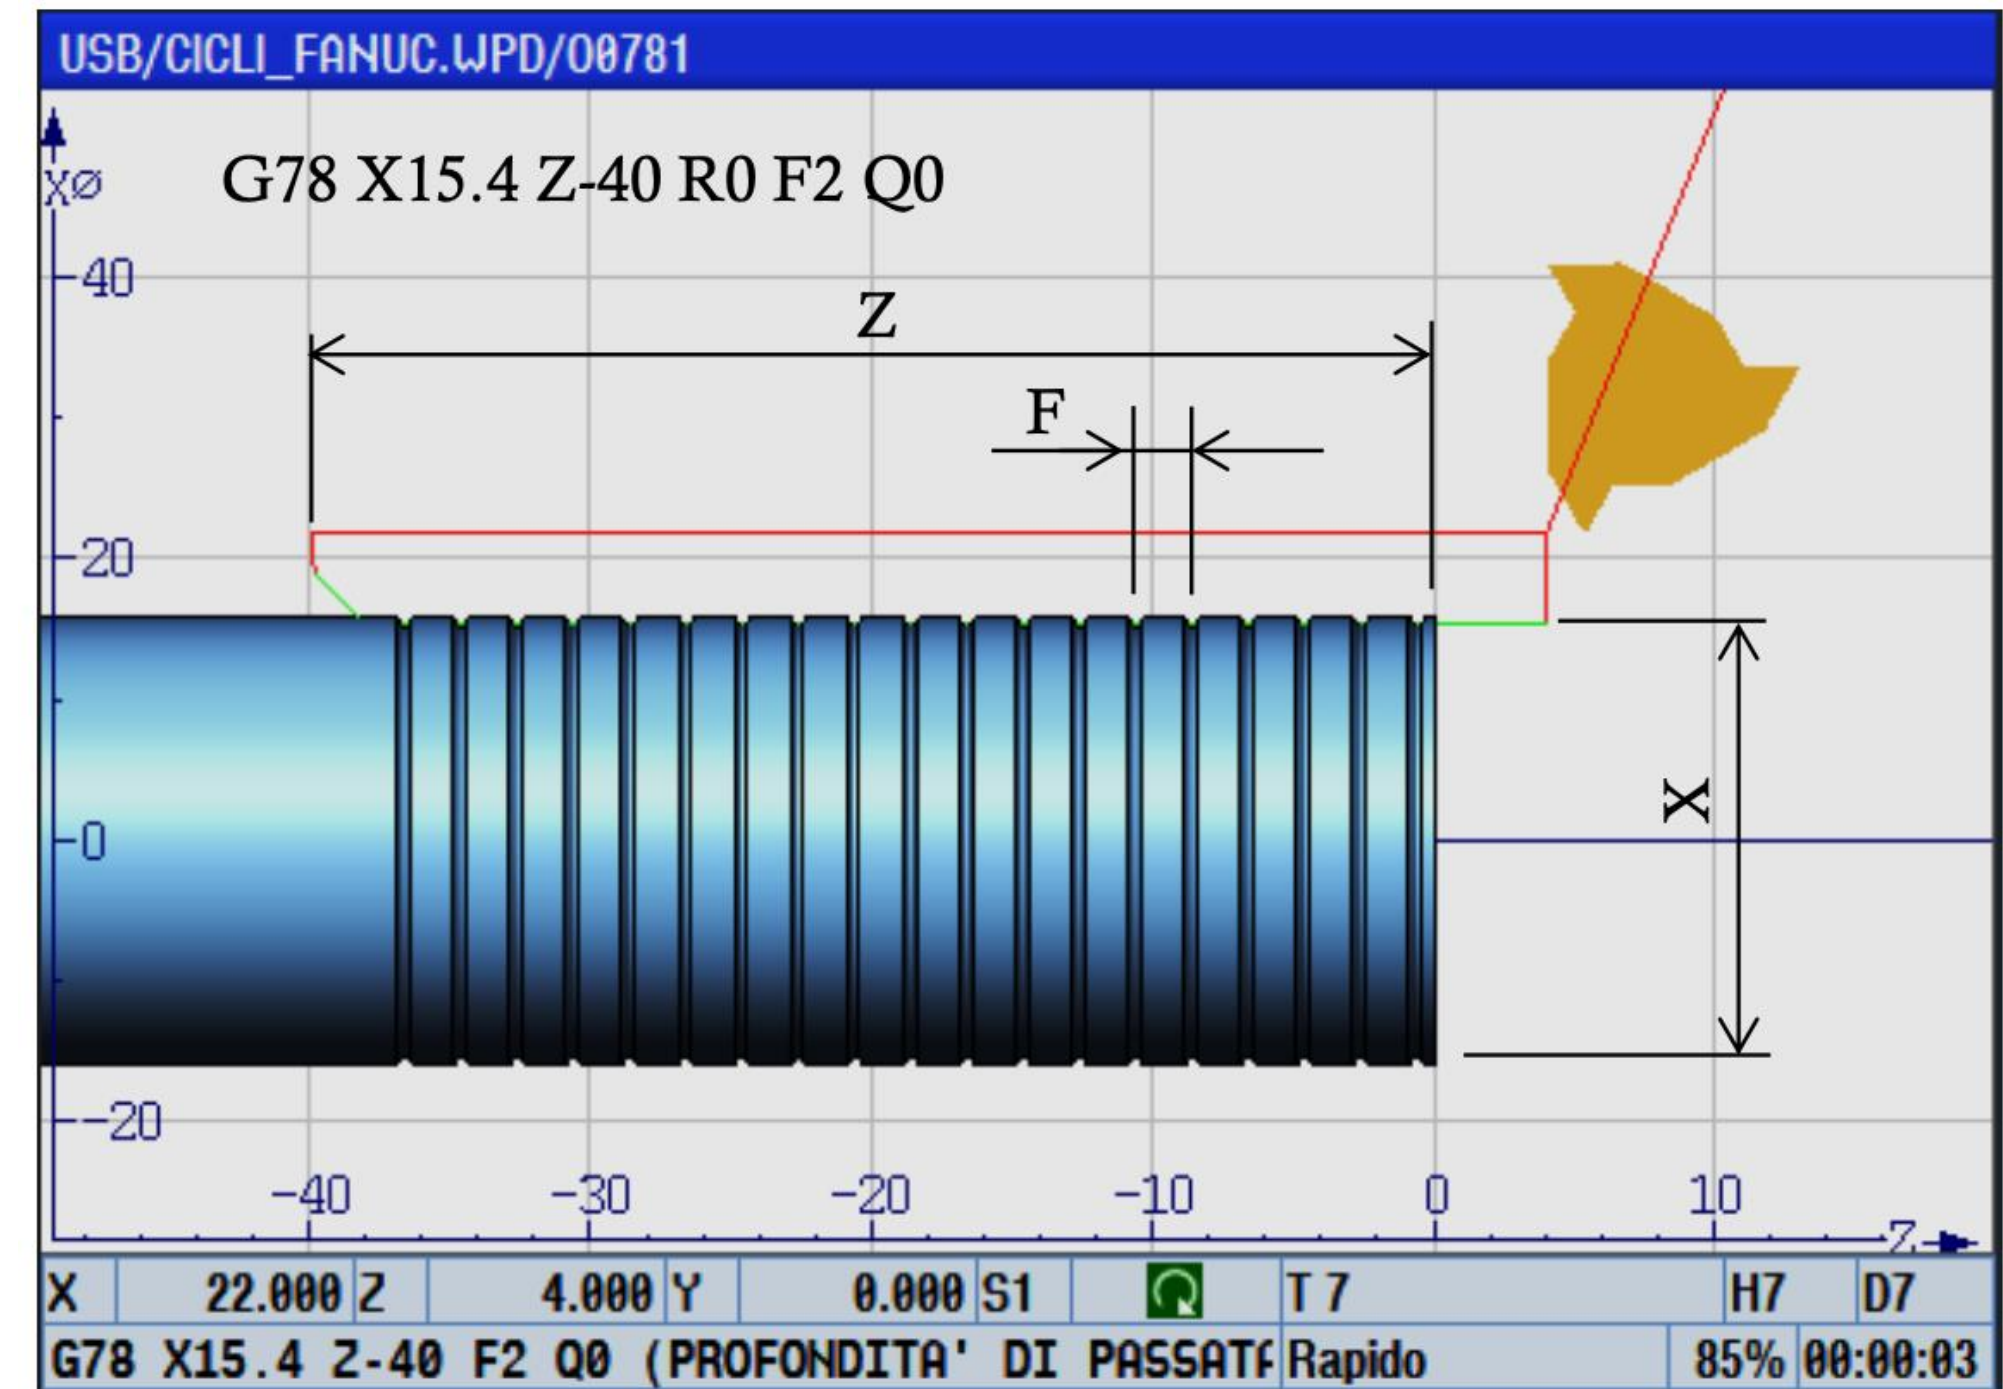 USB/CICLI_FANUC.WPD/O0781
XØ
G78 X15.4 Z-40 R0 F2 Q0
40
Z
F
20
X
0
-20
-40 -30 -20 -10 0 10
Z
X 22.000 Z 4.000 Y 0.000 S1 T 7 H7 D7
G78 X15.4 Z-40 F2 Q0 (PROFONDITA' DI PASSATA Rapido 85% 00:00:03